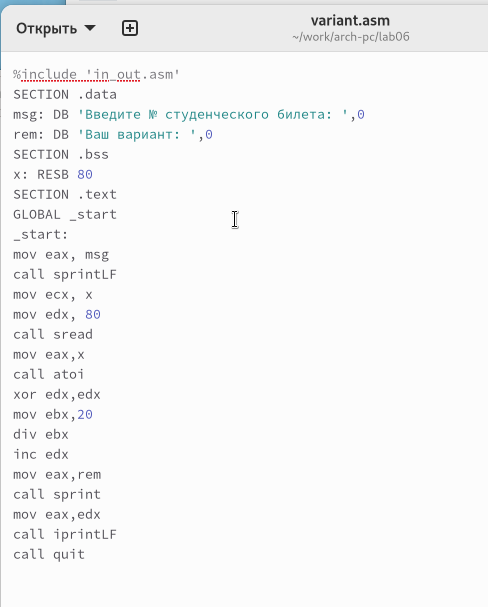 Открыть
variant.asm
~/work/arch-pc/lab06
%include 'in_out.asm'
SECTION .data
msg: DB 'Введите № студенческого билета: ',0
rem: DB 'Ваш вариант: ',0
SECTION .bss
x: RESB 80
SECTION .text
GLOBAL _start
_start:
mov eax, msg
call sprintLF
mov ecx, x
mov edx, 80
call sread
mov eax,x
call atoi
xor edx,edx
mov ebx,20
div ebx
inc edx
mov eax,rem
call sprint
mov eax,edx
call iprintLF
call quit